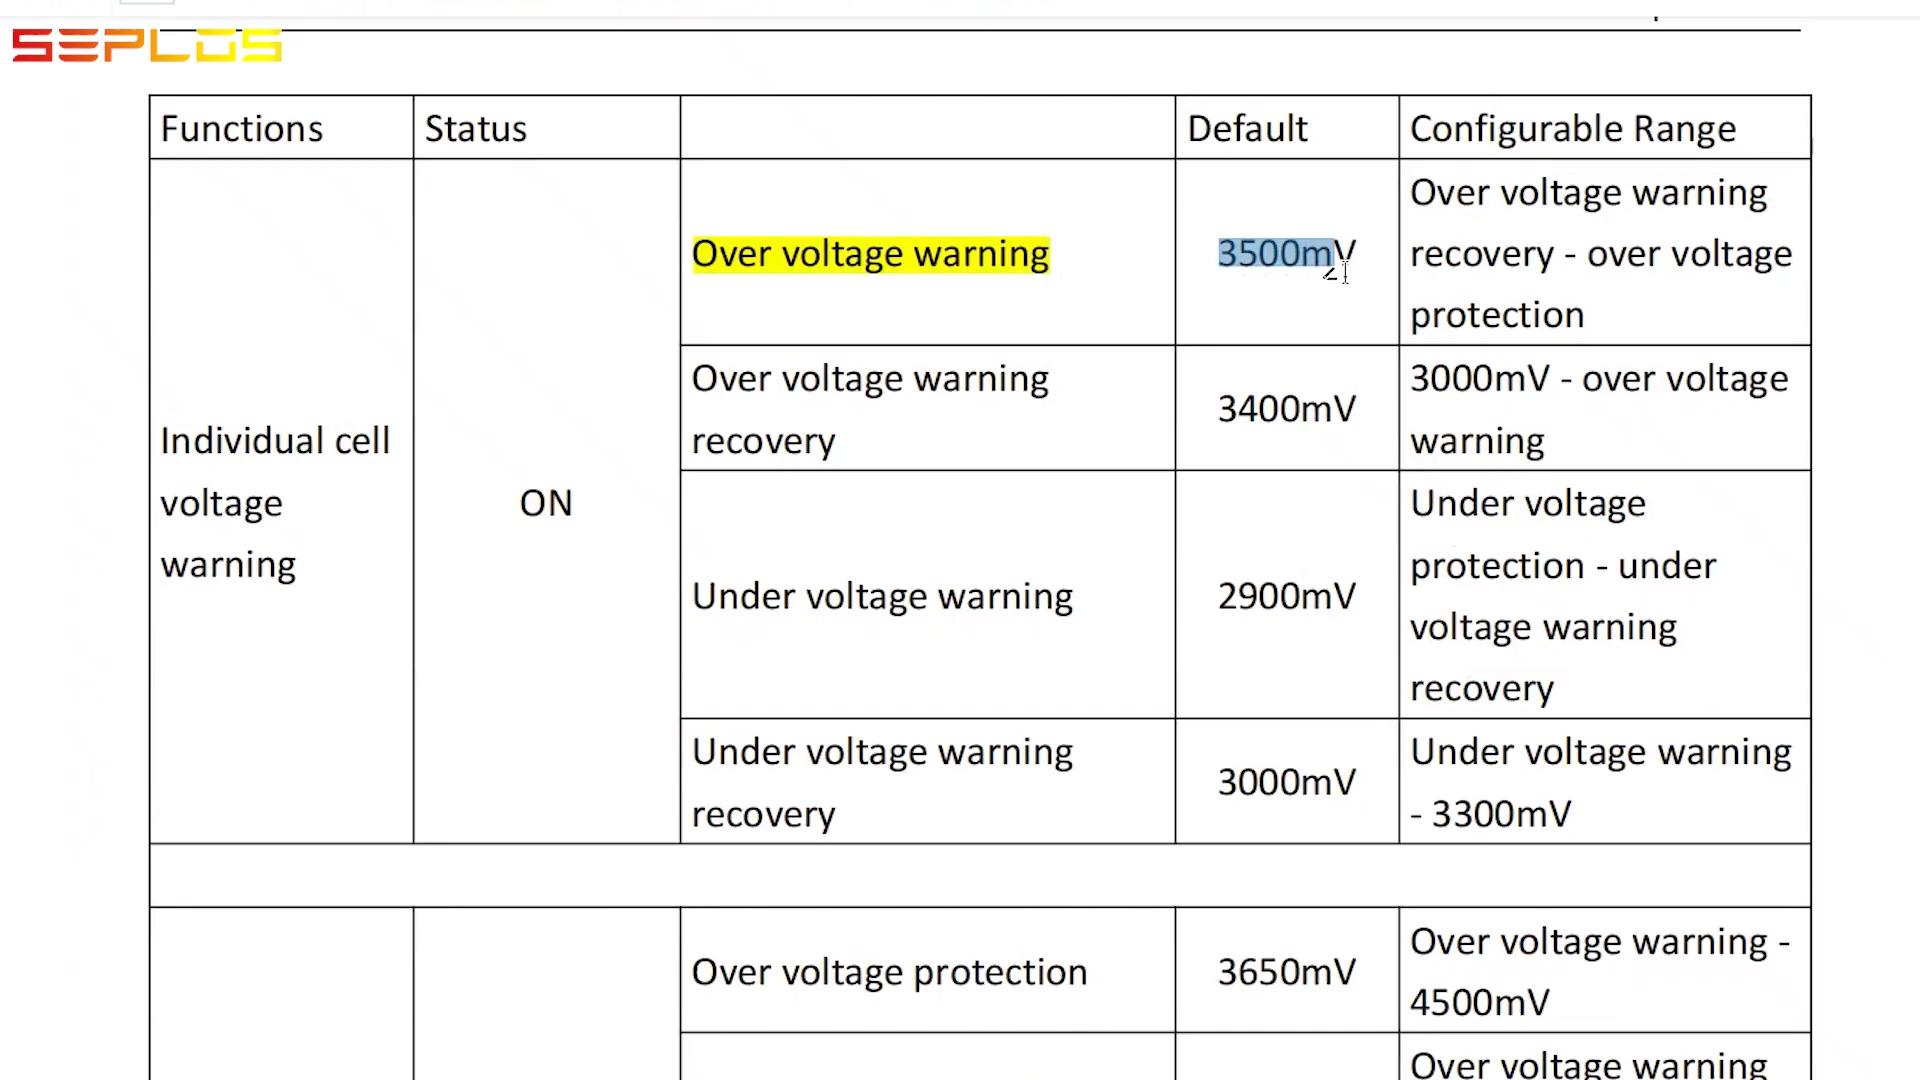 SEPLOS
Functions
Status
Default
Configurable Range
Individual cell
voltage
warning
ON
Over voltage warning
3500mV
Over voltage warning
recovery - over voltage
protection
Over voltage warning
recovery
3400mV
3000mV - over voltage
warning
Under voltage warning
2900mV
Under voltage
protection - under
voltage warning
recovery
Under voltage warning
recovery
3000mV
Under voltage warning
- 3300mV
Over voltage protection
3650mV
Over voltage warning -
4500mV
Over voltage warning